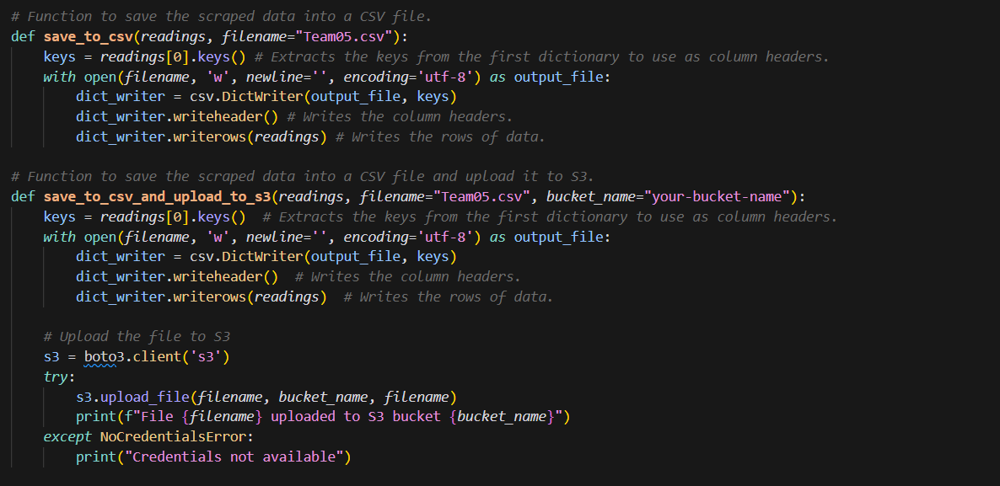 # Function to save the scraped data into a CSV file.
def save_to_csv(readings, filename="Team05.csv"):
    keys = readings[0].keys() # Extracts the keys from the first dictionary to use as column headers.
    with open(filename, 'w', newline='', encoding='utf-8') as output_file:
        dict_writer = csv.DictWriter(output_file, keys)
        dict_writer.writeheader() # Writes the column headers.
        dict_writer.writerows(readings) # Writes the rows of data.

# Function to save the scraped data into a CSV file and upload it to S3.
def save_to_csv_and_upload_to_s3(readings, filename="Team05.csv", bucket_name="your-bucket-name"):
    keys = readings[0].keys()  # Extracts the keys from the first dictionary to use as column headers.
    with open(filename, 'w', newline='', encoding='utf-8') as output_file:
        dict_writer = csv.DictWriter(output_file, keys)
        dict_writer.writeheader()  # Writes the column headers.
        dict_writer.writerows(readings)  # Writes the rows of data.

    # Upload the file to S3
    s3 = boto3.client('s3')
    try:
        s3.upload_file(filename, bucket_name, filename)
        print(f"File {filename} uploaded to S3 bucket {bucket_name}")
    except NoCredentialsError:
        print("Credentials not available")